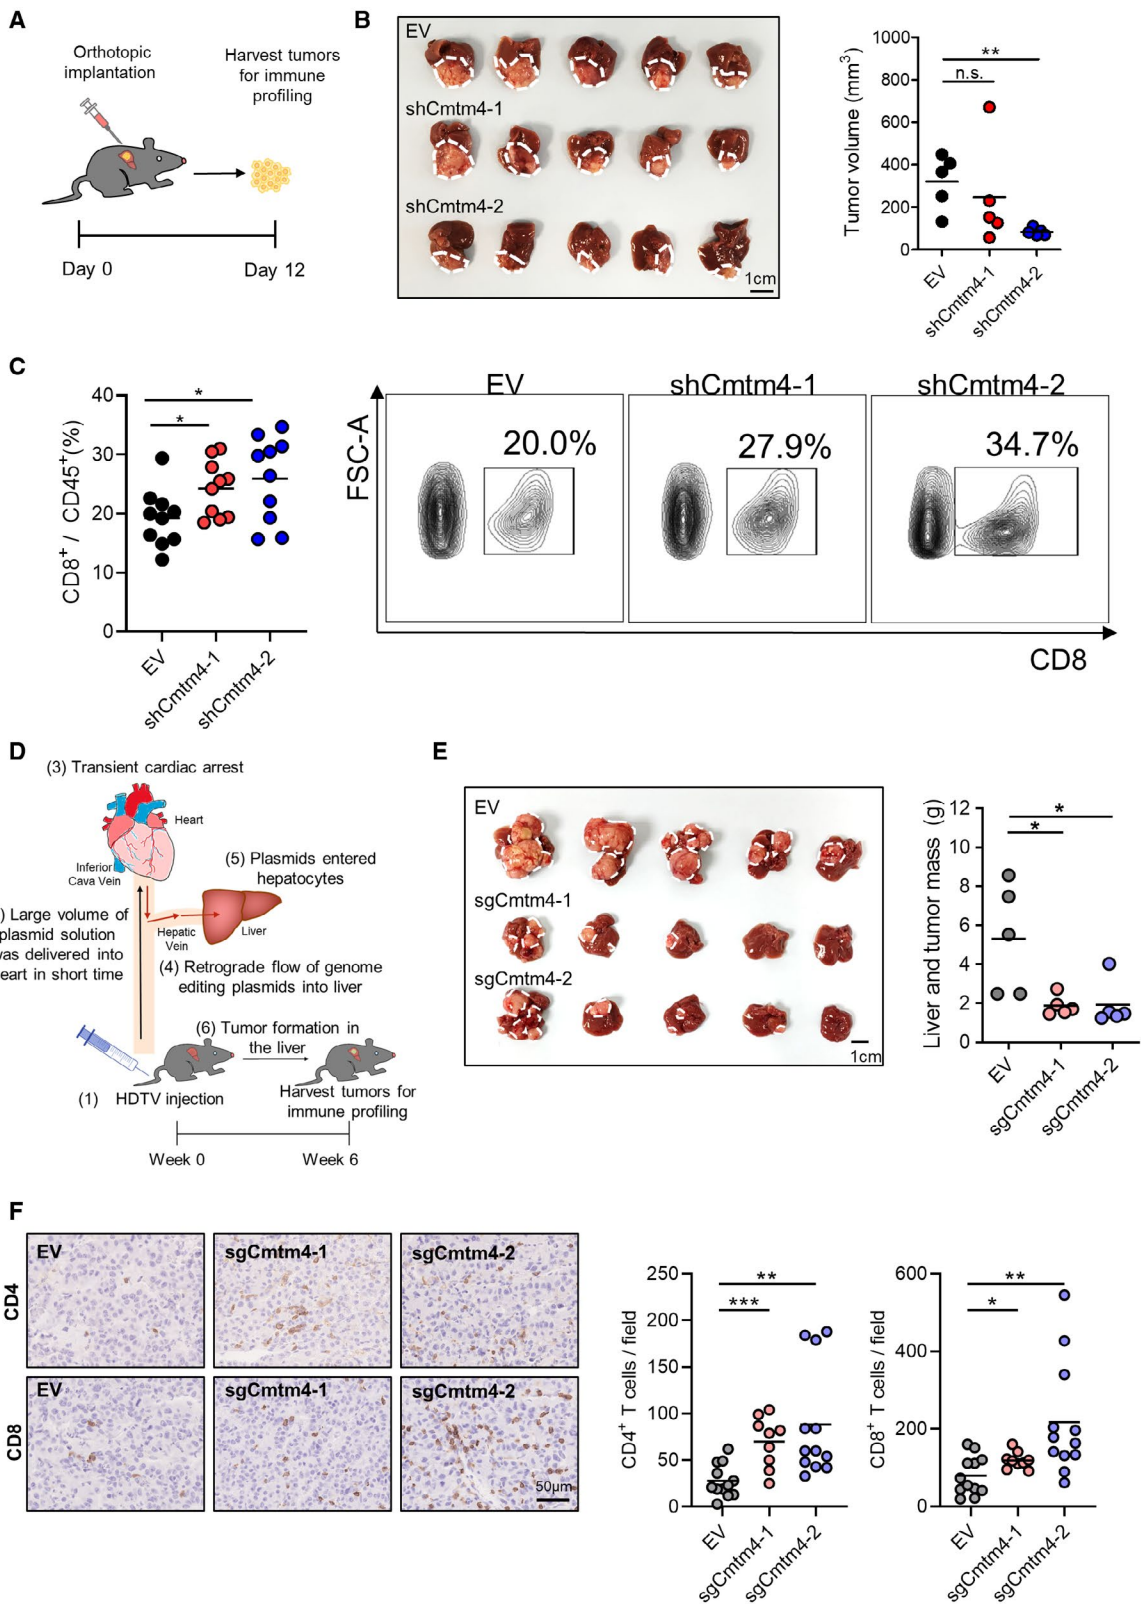 A
Orthotopic
implantation
Harvest tumors
for immune
profiling
Day 0
Day 12
B
EV
shCmtm4-1
shCmtm4-2
1cm
Tumor volume (mm³)
1000
800
600
400
200
0
**
n.s.
EV
shCmtm4-1
shCmtm4-2
C
CD8⁺ / CD45⁺(%)
40
30
20
10
0
*
*
EV
shCmtm4-1
shCmtm4-2
FSC-A
EV
20.0%
shCmtm4-1
27.9%
shCmtm4-2
34.7%
CD8
D
(3) Transient cardiac arrest
Heart
Inferior
Cava Vein
(5) Plasmids entered
hepatocytes
) Large volume of
plasmid solution
was delivered into
heart in short time
Hepatic
Vein
Liver
(4) Retrograde flow of genome
editing plasmids into liver
(6) Tumor formation in
the liver
(1) HDTV injection
Harvest tumors for
immune profiling
Week 0
Week 6
E
EV
sgCmtm4-1
sgCmtm4-2
1cm
Liver and tumor mass (g)
12
10
8
6
4
2
0
*
*
EV
sgCmtm4-1
sgCmtm4-2
F
CD4
EV
sgCmtm4-1
sgCmtm4-2
CD8
EV
sgCmtm4-1
sgCmtm4-2
50µm
CD4⁺ T cells / field
250
200
150
100
50
0
**
***
EV
sgCmtm4-1
sgCmtm4-2
CD8⁺ T cells / field
600
400
200
0
**
*
EV
sgCmtm4-1
sgCmtm4-2